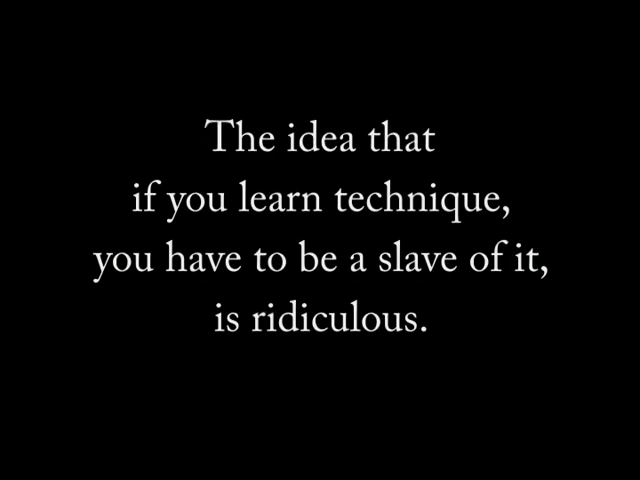 The idea that
if you learn technique,
you have to be a slave of it,
is ridiculous.